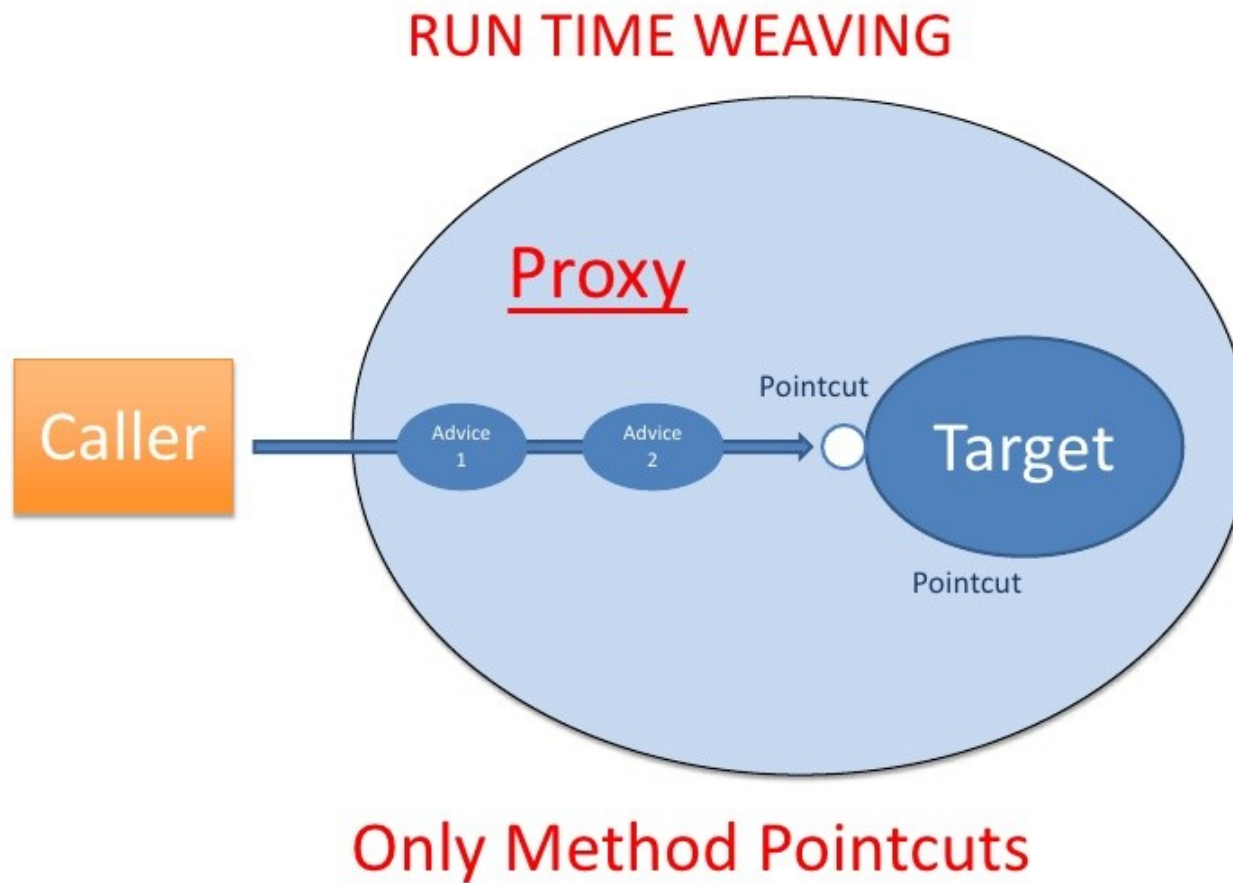 RUN TIME WEAVING
Proxy
Pointcut
Caller
Advice
1
Advice
2
Target
Pointcut
Only Method Pointcuts